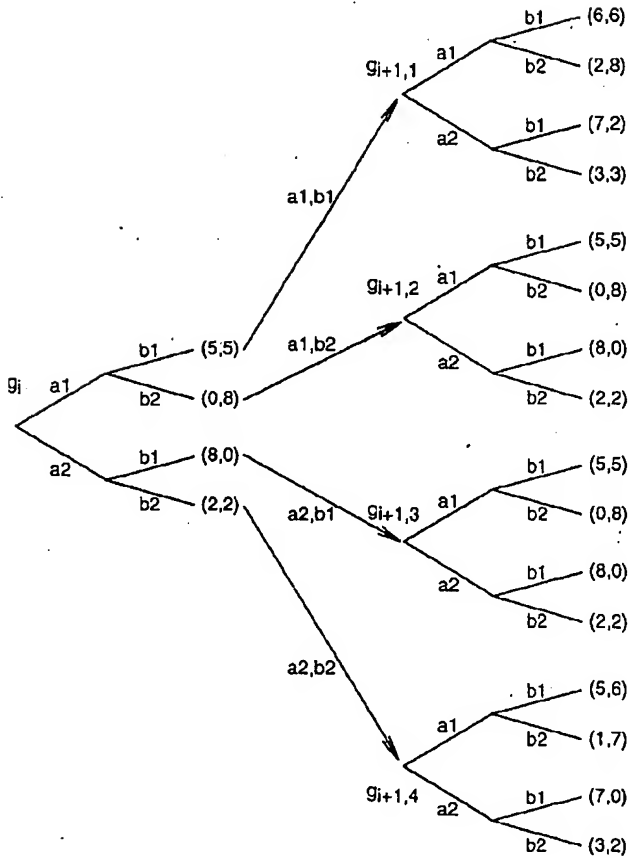 b1 (6,6)
a1
b2 (2,8)
gi+1,1
b1 (7,2)
a2
b2 (3,3)
a1,b1
b1 (5,5)
a1
b2 (0,8)
gi+1,2
b1 (8,0)
a2
b2 (2,2)
a1,b2
b1 (5,5)
a1
b2 (0,8)
gi
b1 (8,0)
a2
b2 (2,2)
a2,b1
b1 (5,5)
a1
b2 (0,8)
gi+1,3
b1 (8,0)
a2
b2 (2,2)
a2,b2
b1 (5,6)
a1
b2 (1,7)
gi+1,4
b1 (7,0)
a2
b2 (3,2)